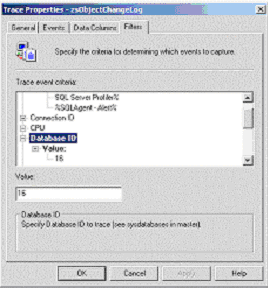 Trace Properties - zsObjectChangeLog
General Events Data Columns Filters
Specify the criteria for determining which events to capture.
Trace event criteria:
SQL Server Profiler%
%SQLAgent - Alert%
Connection ID
CPU
Database ID
Value:
16
Value:
16
Database ID
Specify Database ID to trace (see sysdatabases in master).
OK Cancel Apply Help